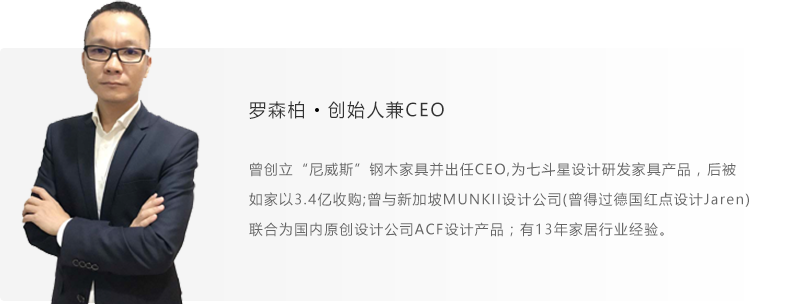 罗森柏·创始人兼CEO
曾创立“尼威斯”钢木家具并出任CEO,为七斗星设计研发家具产品，后被
如家以3.4亿收购;曾与新加坡MUNKII设计公司(曾得过德国红点设计Jaren)
联合为国内原创设计公司ACF设计产品；有13年家居行业经验。